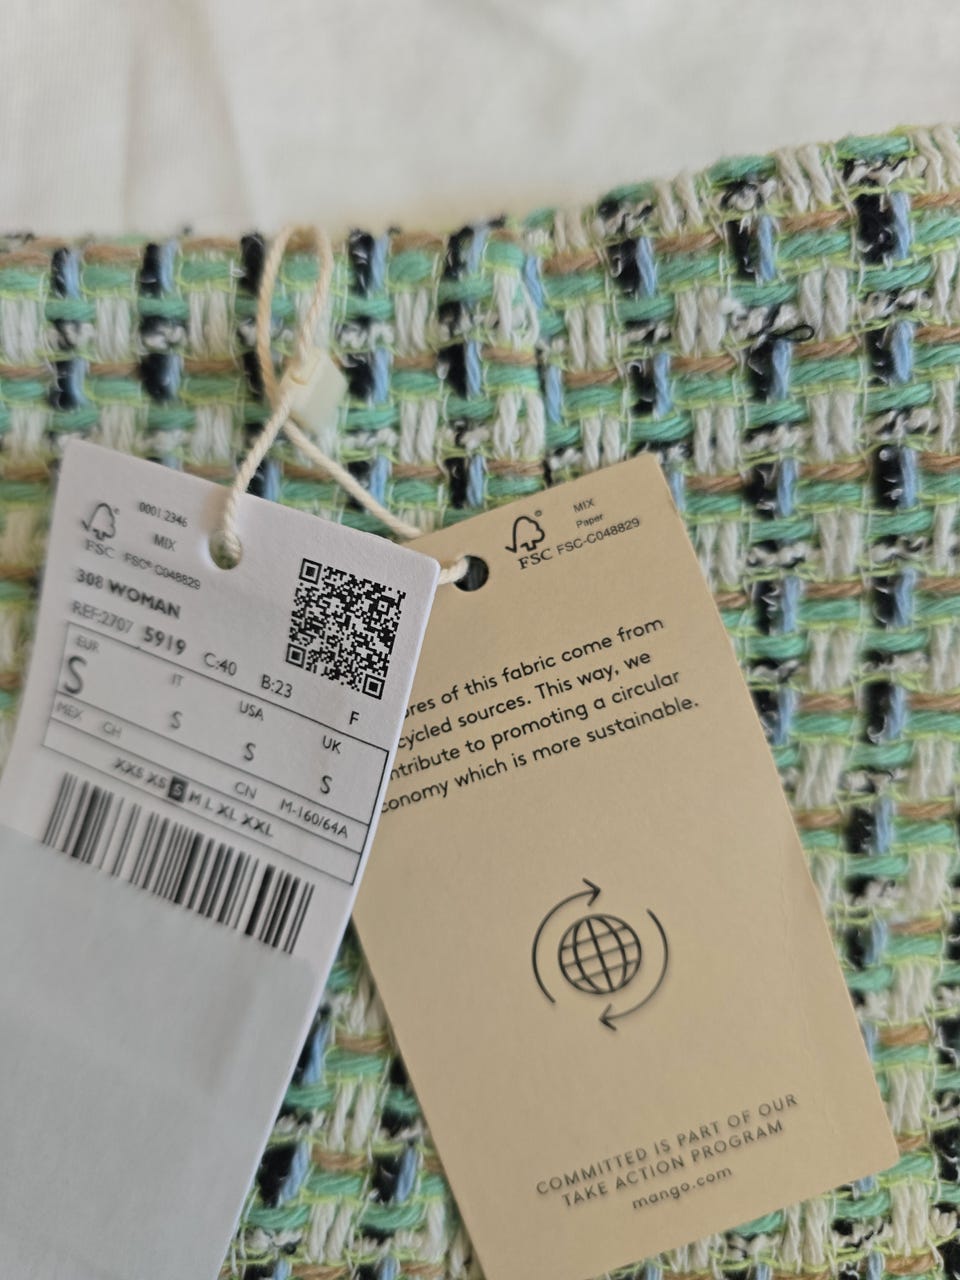 0001.2346
MIX
FSC FSC® C048829
308 WOMAN
REF:2707 5919 C:40 B:23 F
EUR IT USA UK
S S S S
MEX CH CN
XXS XS S M L XL XXL M-160/64A
MIX
Paper
FSC FSC-C048829
res of this fabric come from
cycled sources. This way, we
ntribute to promoting a circular
conomy which is more sustainable.
COMMITTED IS PART OF OUR
TAKE ACTION PROGRAM
mango.com